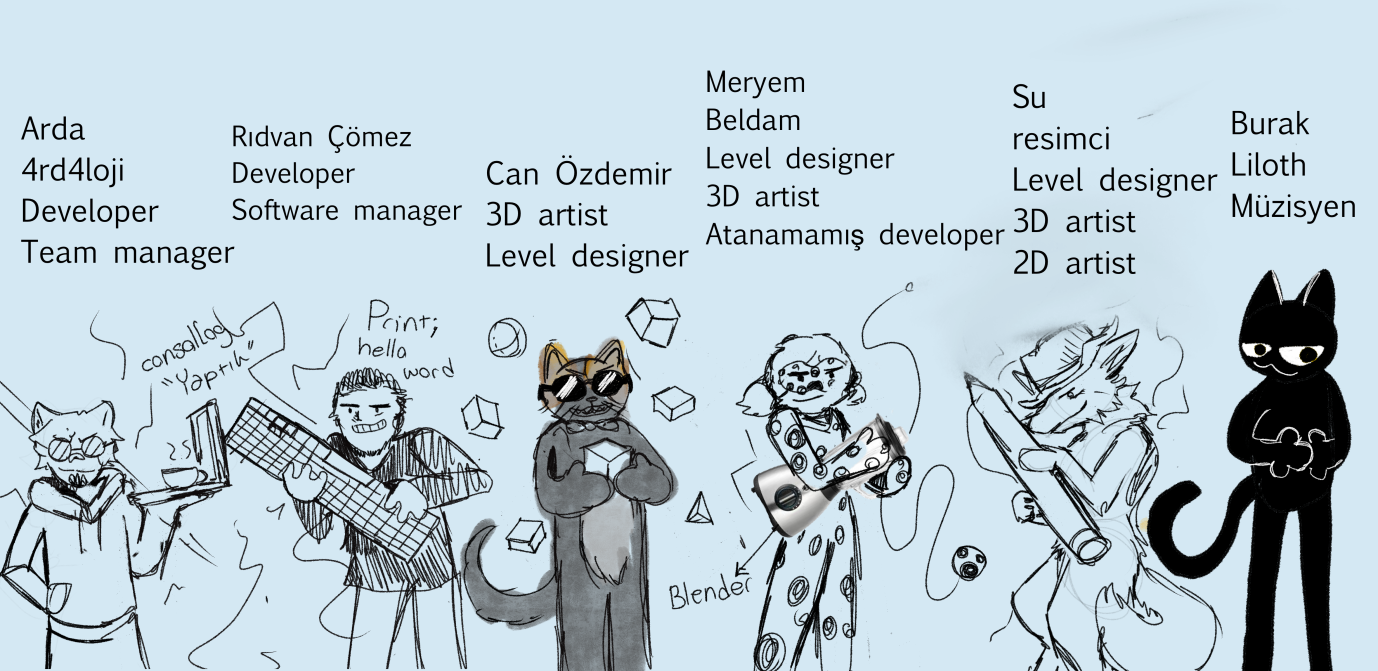 Arda
4rd4loji
Developer
Team manager
Rıdvan Çömez
Developer
Software manager
Can Özdemir
3D artist
Level designer
Meryem
Beldam
Level designer
3D artist
Atanamamış developer
Su
resimci
Level designer
3D artist
2D artist
Burak
Liloth
Müzisyen
consollog
"Yaptık"
Print;
hella
word
Blender